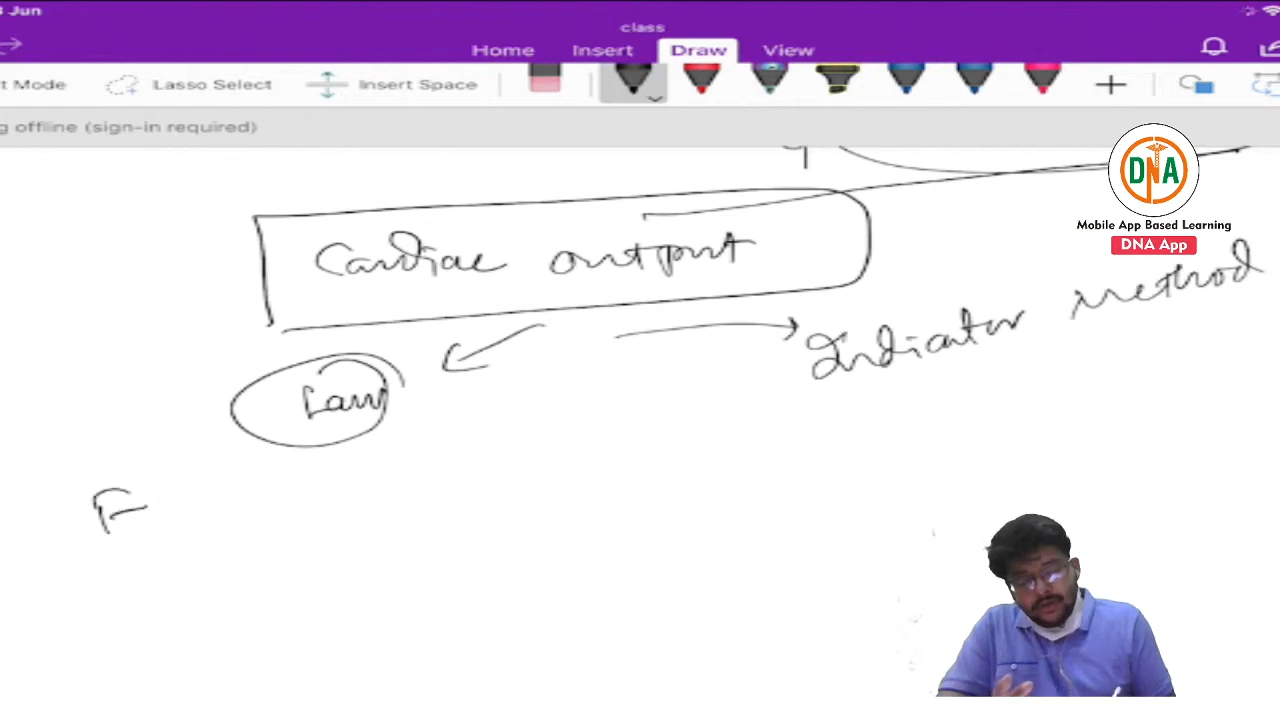 3 Jun
class
Home Insert Draw View
t Mode Lasso Select Insert Space
g offline (sign-in required)
DNA
Mobile App Based Learning
DNA App
Cardiac output
Indicator method
Law
F